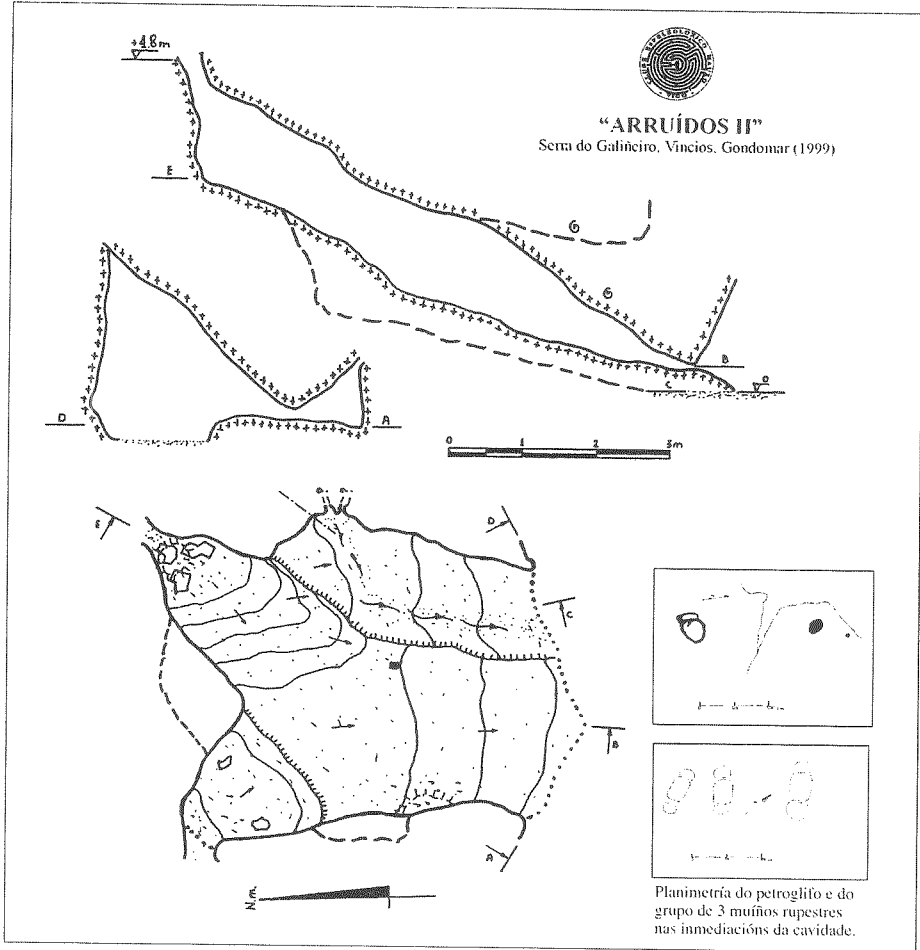 +4.8m
"ARRUÍDOS II"
Serra do Galiñeiro, Vincios, Gondomar (1999)
E
B
C
0
D
A
0 1 2 3m
E
D
C
B
A
N.m.
Planimetría do petroglifo e do
grupo de 3 muíños rupestres
nas inmediacións da cavidade.